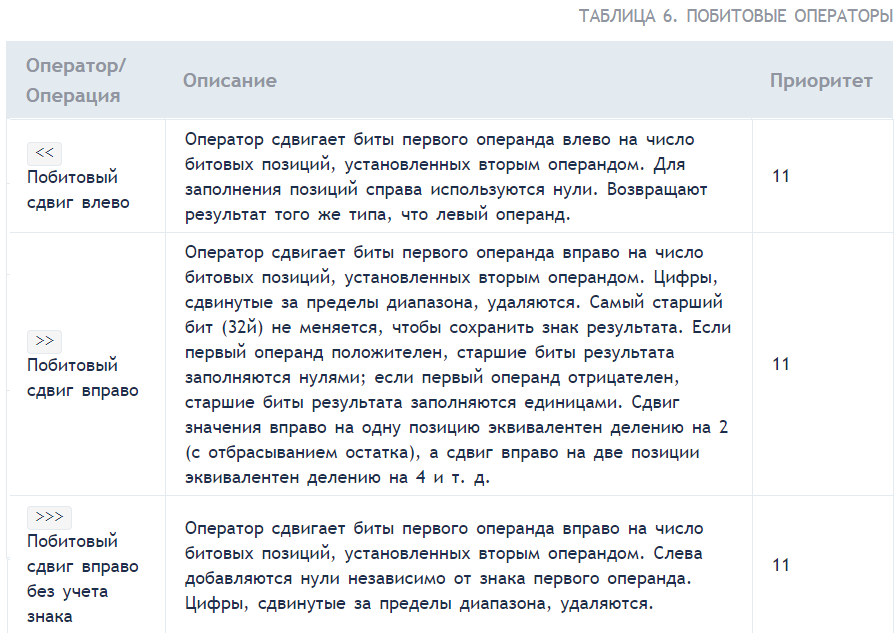 ТАБЛИЦА 6. ПОБИТОВЫЕ ОПЕРАТОРЫ
Оператор/
Операция
Описание
Приоритет
<<
Побитовый
сдвиг влево
Оператор сдвигает биты первого операнда влево на число
битовых позиций, установленных вторым операндом. Для
заполнения позиций справа используются нули. Возвращают
результат того же типа, что левый операнд.
11
>>
Побитовый
сдвиг вправо
Оператор сдвигает биты первого операнда вправо на число
битовых позиций, установленных вторым операндом. Цифры,
сдвинутые за пределы диапазона, удаляются. Самый старший
бит (32й) не меняется, чтобы сохранить знак результата. Если
первый операнд положителен, старшие биты результата
заполняются нулями; если первый операнд отрицателен,
старшие биты результата заполняются единицами. Сдвиг
значения вправо на одну позицию эквивалентен делению на 2
(с отбрасыванием остатка), а сдвиг вправо на две позиции
эквивалентен делению на 4 и т. д.
11
>>>
Побитовый
сдвиг вправо
без учета
знака
Оператор сдвигает биты первого операнда вправо на число
битовых позиций, установленных вторым операндом. Слева
добавляются нули независимо от знака первого операнда.
Цифры, сдвинутые за пределы диапазона, удаляются.
11